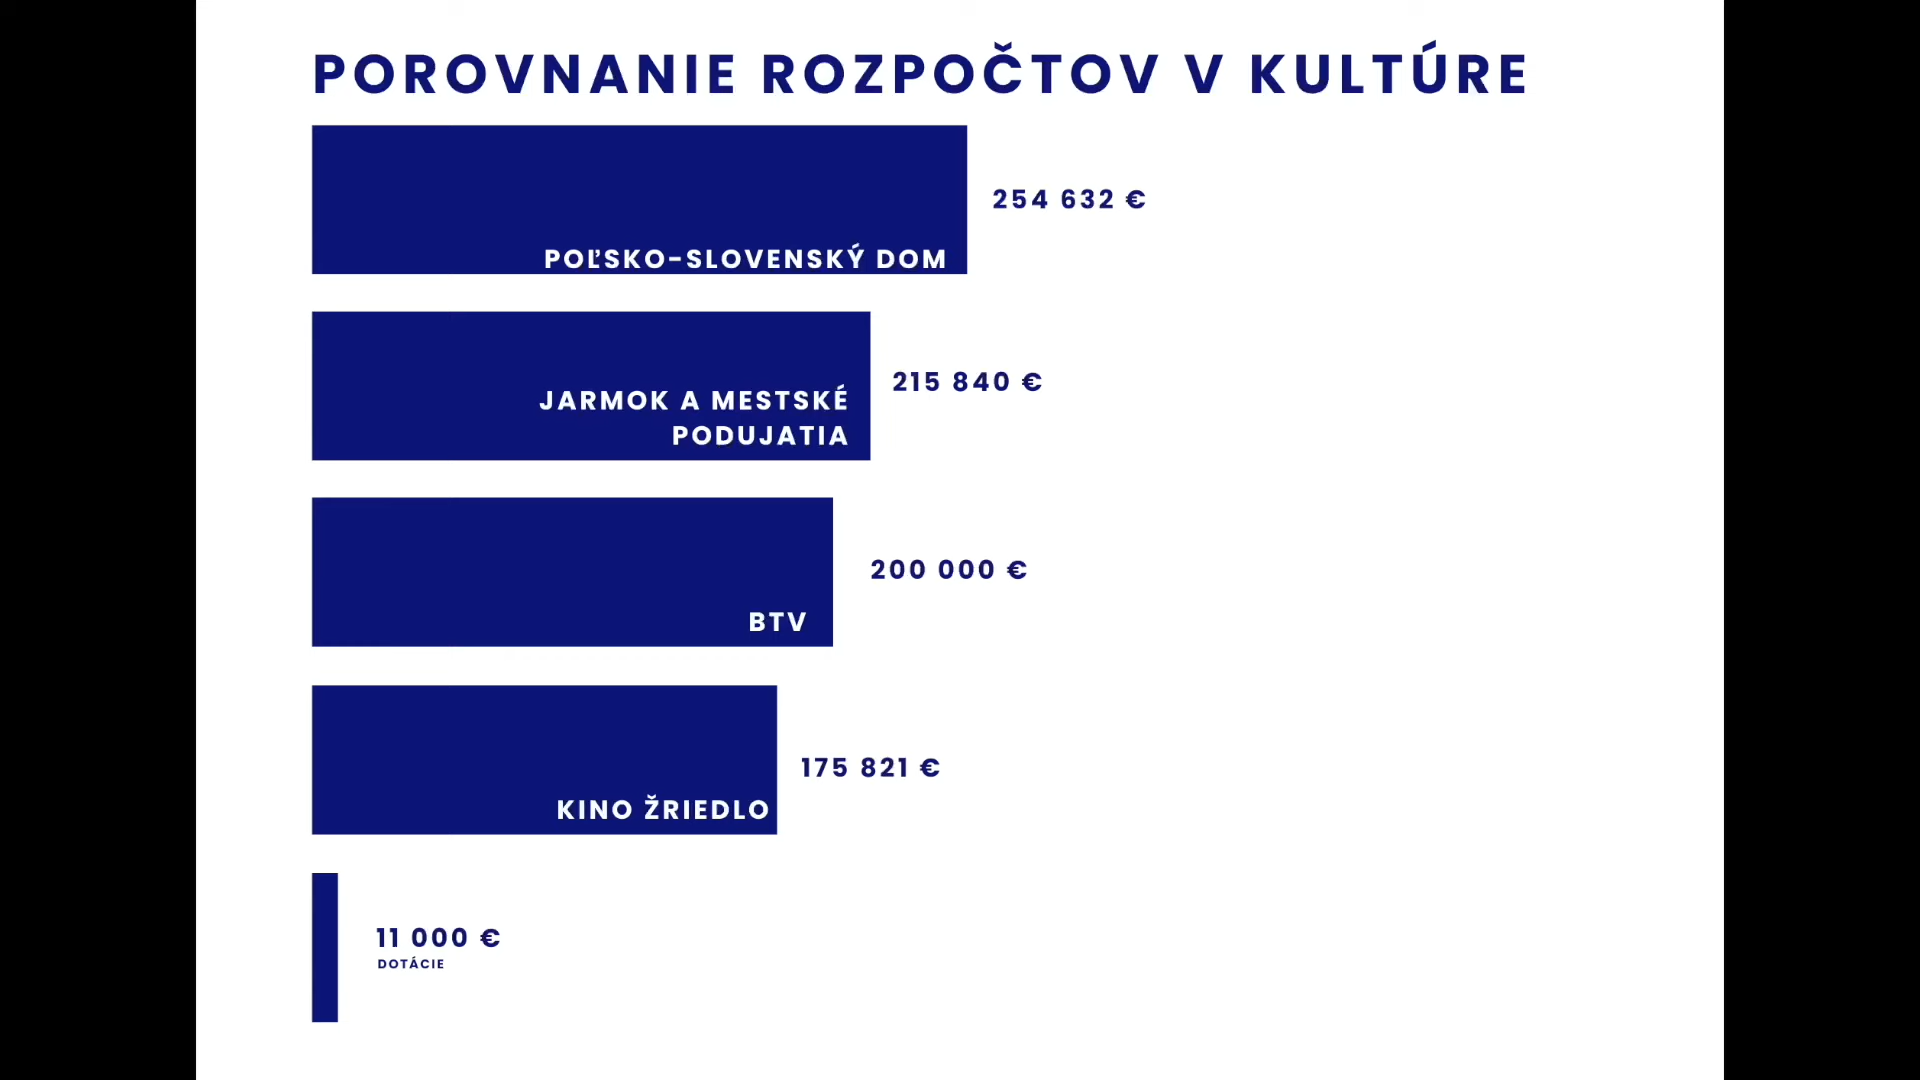 POROVNANIE ROZPOČTOV V KULTÚRE
254 632 €
POĽSKO-SLOVENSKÝ DOM
215 840 €
JARMOK A MESTSKÉ
PODUJATIA
200 000 €
BTV
175 821 €
KINO ŽRIEDLO
11 000 €
DOTÁCIE